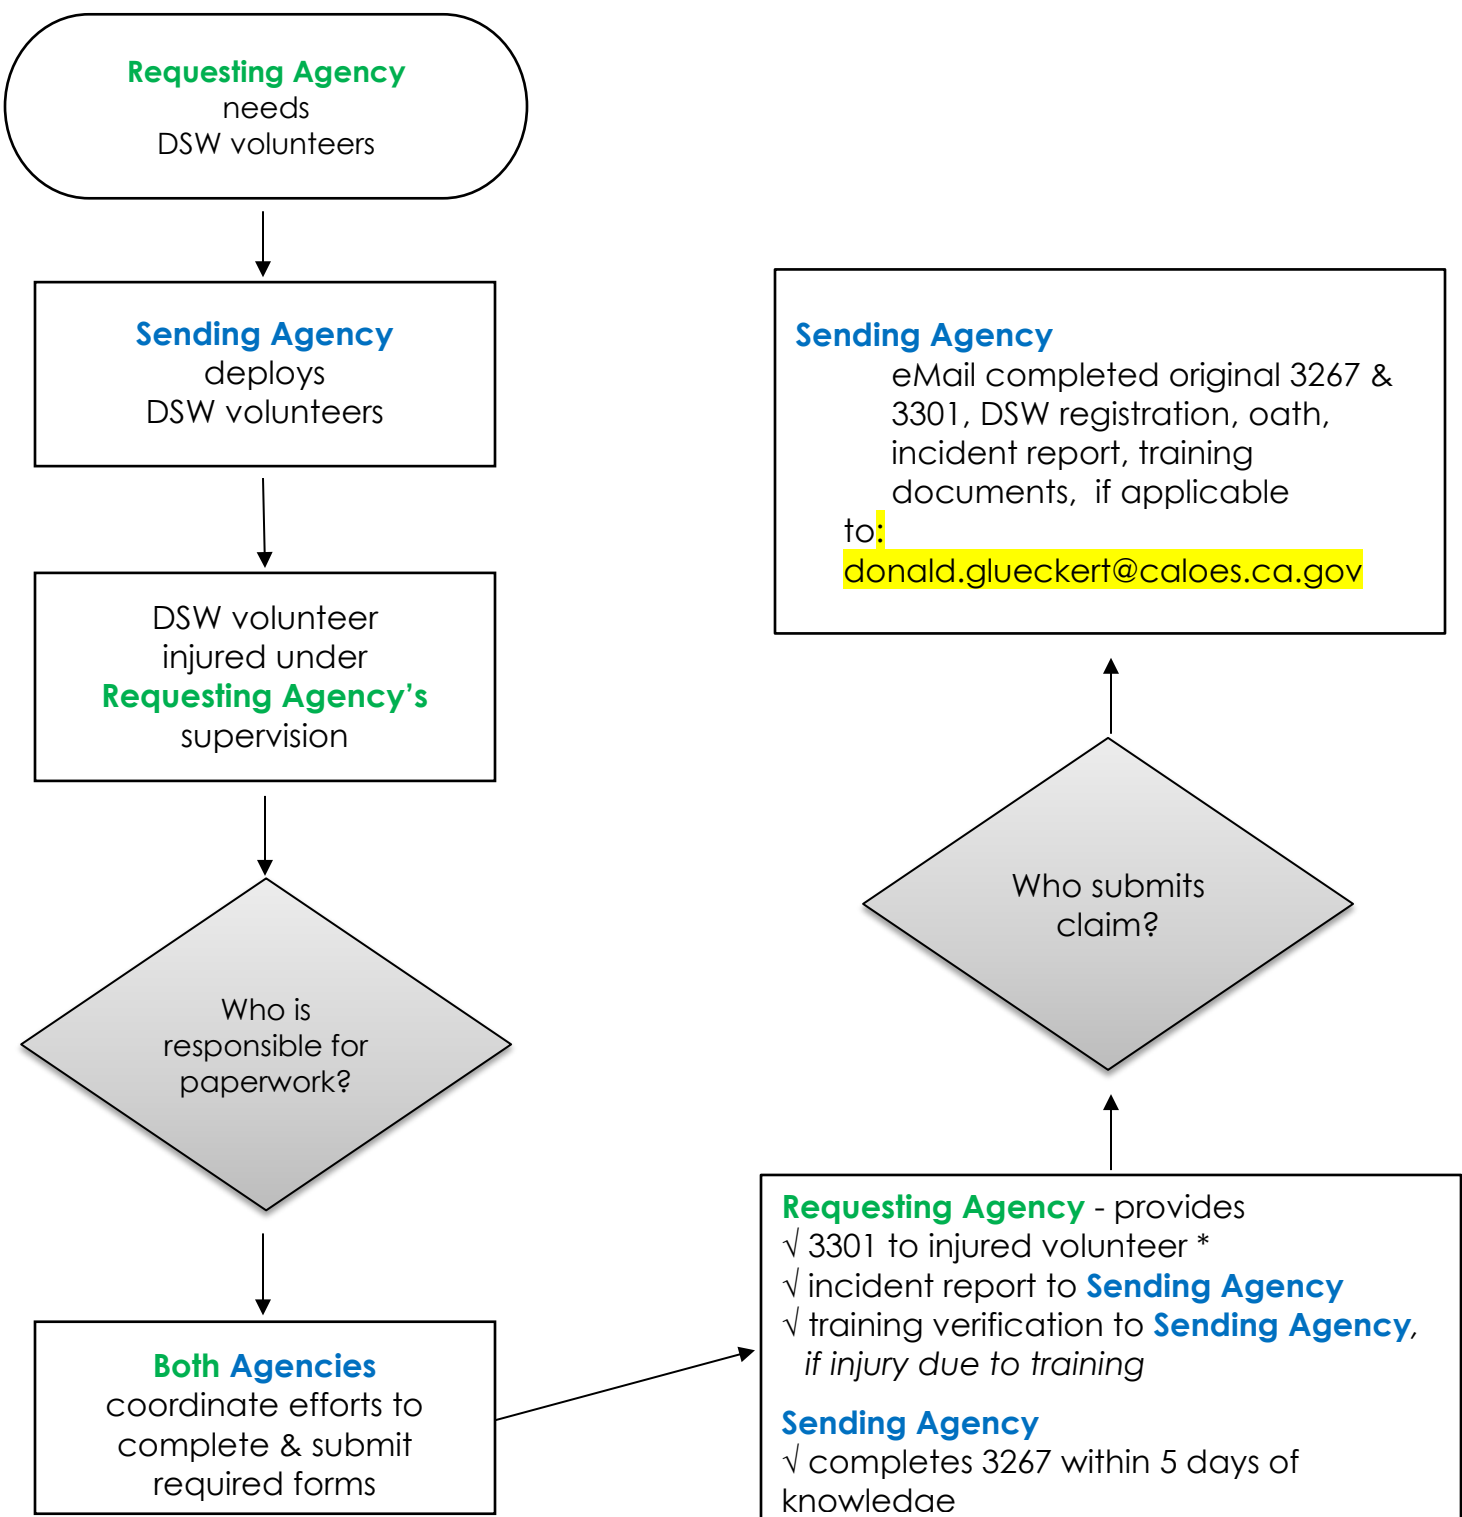 Requesting Agency
needs
DSW volunteers
Sending Agency
deploys
DSW volunteers
DSW volunteer
injured under
Requesting Agency’s
supervision
Who is
responsible for
paperwork?
Both Agencies
coordinate efforts to
complete & submit
required forms
Requesting Agency - provides
√ 3301 to injured volunteer *
√ incident report to Sending Agency
√ training verification to Sending Agency,
if injury due to training
Sending Agency
√ completes 3267 within 5 days of
knowledge
Who submits
claim?
Sending Agency
eMail completed original 3267 &
3301, DSW registration, oath,
incident report, training
documents, if applicable
to:
donald.glueckert@caloes.ca.gov